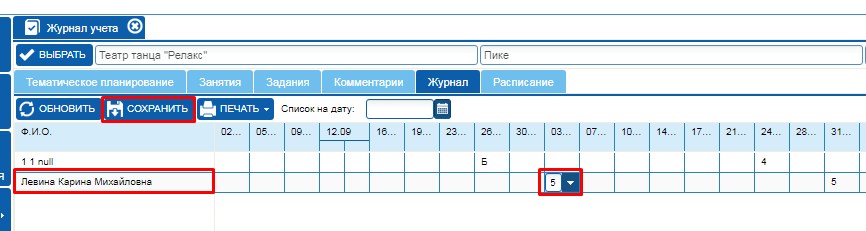 Журнал учета
ВЫБРАТЬ Театр танца "Релакс" Пике
Тематическое планирование Занятия Задания Комментарии Журнал Расписание
ОБНОВИТЬ СОХРАНИТЬ ПЕЧАТЬ Список на дату:
Ф.И.О. 02... 05... 09... 12.09 16... 19... 23... 26... 30... 03... 07... 10... 14... 17... 21... 24... 28... 31...
1 1 null Б 4
Левина Карина Михайловна 5 5
я